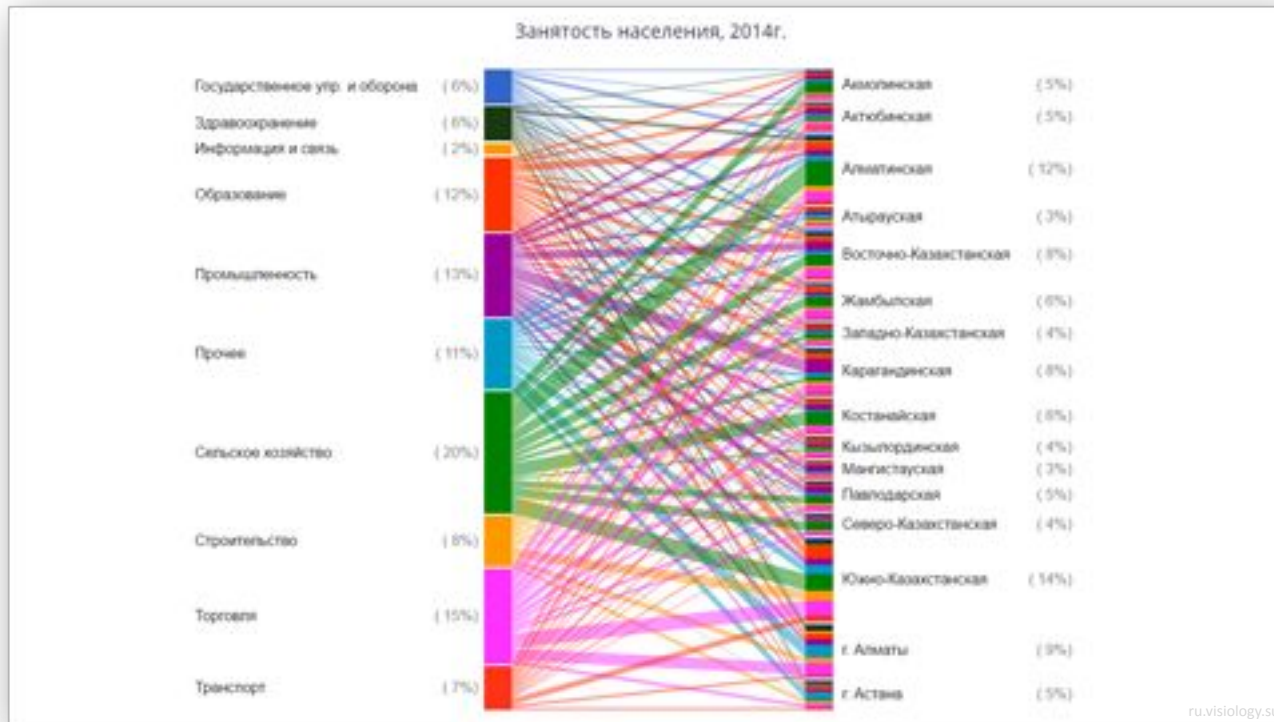 Занятость населения, 2014г.
Государственное упр. и оборона (6%)
Здравоохранение (6%)
Информация и связь (2%)
Образование (12%)
Промышленность (13%)
Прочее (11%)
Сельское хозяйство (20%)
Строительство (8%)
Торговля (15%)
Транспорт (7%)
Акмолинская (5%)
Актюбинская (5%)
Алматинская (12%)
Атырауская (3%)
Восточно-Казахстанская (8%)
Жамбылская (6%)
Западно-Казахстанская (4%)
Карагандинская (8%)
Костанайская (6%)
Кызылординская (4%)
Мангистауская (3%)
Павлодарская (5%)
Северо-Казахстанская (4%)
Южно-Казахстанская (14%)
г. Алматы (9%)
г. Астана (5%)